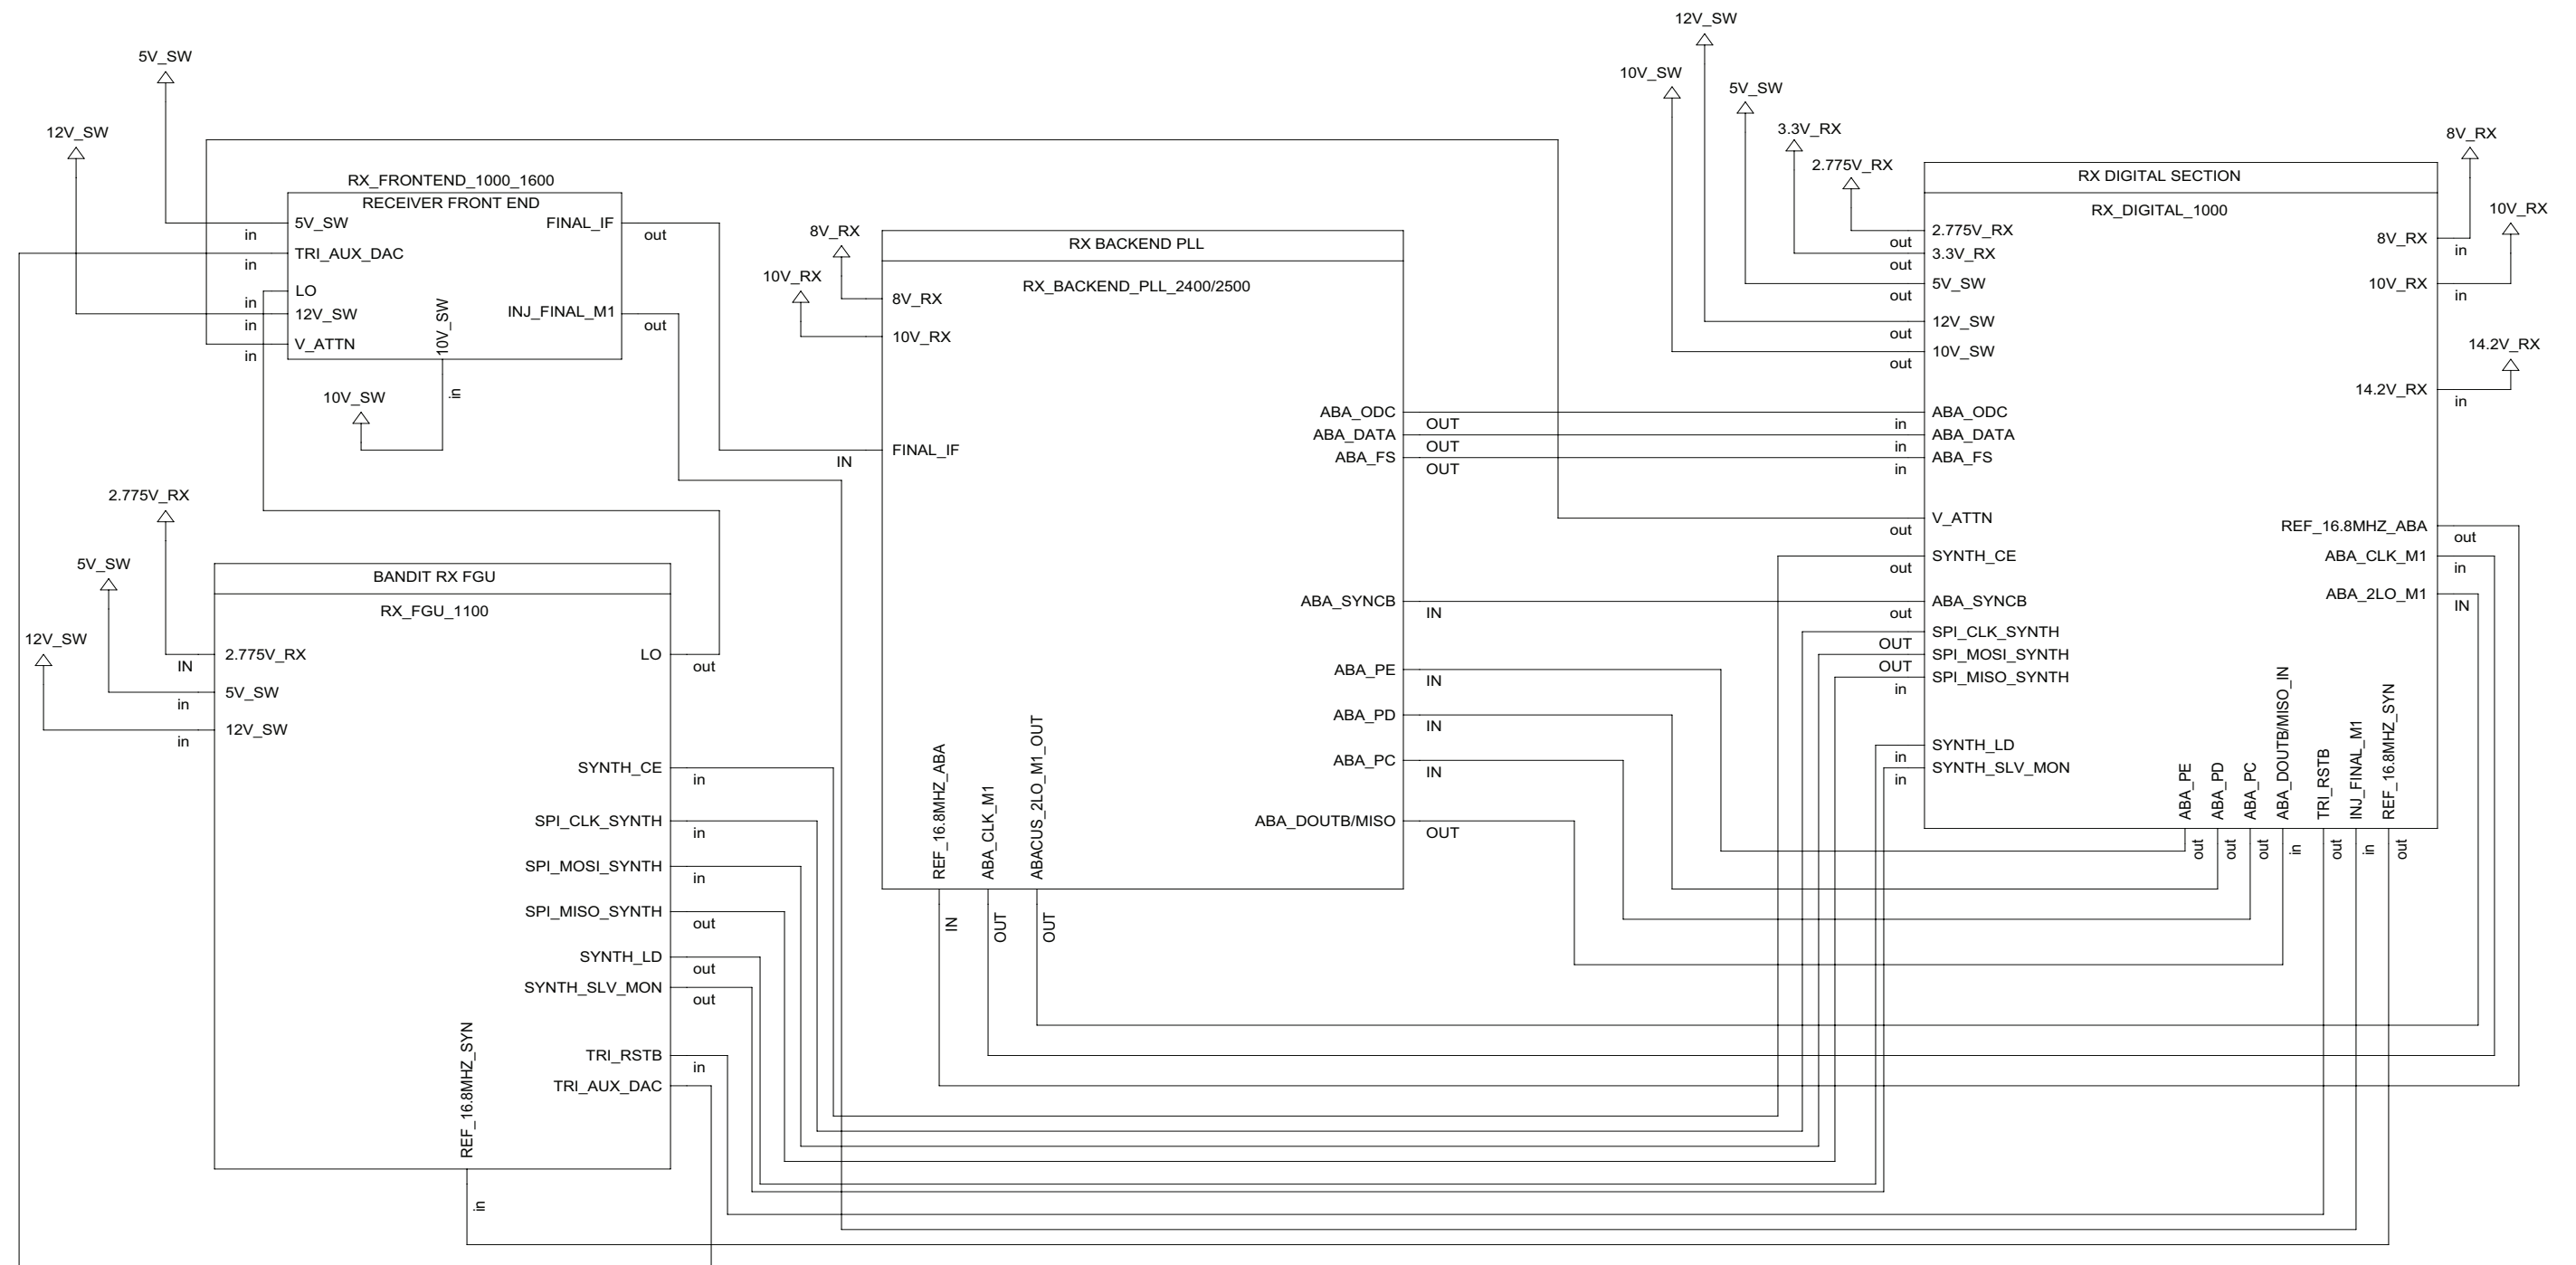 5V_SW
12V_SW
RX_FRONTEND_1000_1600
RECEIVER FRONT END
5V_SW
in
TRI_AUX_DAC
in
LO
in
12V_SW
in
V_ATTN
in
10V_SW
in
10V_SW
FINAL_IF
out
INJ_FINAL_M1
out
2.775V_RX
5V_SW
12V_SW
BANDIT RX FGU
RX_FGU_1100
2.775V_RX
IN
5V_SW
in
12V_SW
in
LO
out
SYNTH_CE
in
SPI_CLK_SYNTH
in
SPI_MOSI_SYNTH
in
SPI_MISO_SYNTH
out
SYNTH_LD
out
SYNTH_SLV_MON
out
TRI_RSTB
in
TRI_AUX_DAC
REF_16.8MHZ_SYN
in
8V_RX
10V_RX
RX BACKEND PLL
RX_BACKEND_PLL_2400/2500
8V_RX
10V_RX
FINAL_IF
IN
ABA_ODC
OUT
ABA_DATA
OUT
ABA_FS
OUT
ABA_SYNCB
IN
ABA_PE
IN
ABA_PD
IN
ABA_PC
IN
ABA_DOUTB/MISO
OUT
REF_16.8MHZ_ABA
IN
ABA_CLK_M1
OUT
ABACUS_2LO_M1_OUT
OUT
12V_SW
10V_SW
5V_SW
3.3V_RX
2.775V_RX
RX DIGITAL SECTION
RX_DIGITAL_1000
2.775V_RX
out
3.3V_RX
out
5V_SW
out
12V_SW
out
10V_SW
out
ABA_ODC
in
ABA_DATA
in
ABA_FS
in
V_ATTN
out
SYNTH_CE
out
ABA_SYNCB
out
SPI_CLK_SYNTH
OUT
SPI_MOSI_SYNTH
OUT
SPI_MISO_SYNTH
in
SYNTH_LD
in
SYNTH_SLV_MON
in
ABA_PE
out
ABA_PD
out
ABA_PC
out
ABA_DOUTB/MISO_IN
in
TRI_RSTB
out
INJ_FINAL_M1
in
REF_16.8MHZ_SYN
out
8V_RX
8V_RX
in
10V_RX
10V_RX
in
14.2V_RX
14.2V_RX
in
REF_16.8MHZ_ABA
out
ABA_CLK_M1
in
ABA_2LO_M1
IN